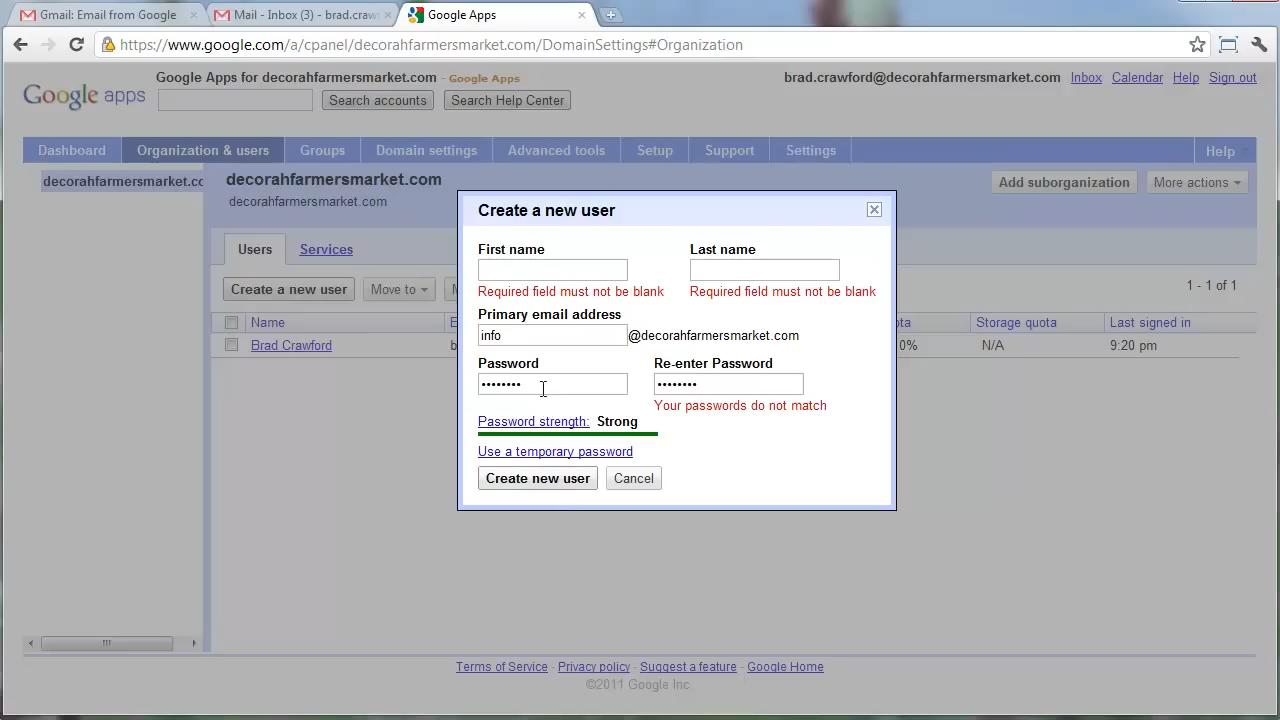 Gmail: Email from Google
Mail - Inbox (3) - brad.craw
Google Apps
https://www.google.com/a/cpanel/decorahfarmersmarket.com/DomainSettings#Organization
Google apps
Google Apps for decorahfarmersmarket.com - Google Apps
brad.crawford@decorahfarmersmarket.com Inbox Calendar Help Sign out
Search accounts Search Help Center
Dashboard Organization & users Groups Domain settings Advanced tools Setup Support Settings Help
decorahfarmersmarket.co
decorahfarmersmarket.com
decorahfarmersmarket.com
Add suborganization More actions
Create a new user
Users Services
First name Last name
Required field must not be blank Required field must not be blank
Create a new user Move to M
1 - 1 of 1
Primary email address
info @decorahfarmersmarket.com
Name E ota Storage quota Last signed in
Brad Crawford b 0% N/A 9:20 pm
Password Re-enter Password
•••••••• ••••••••
Your passwords do not match
Password strength: Strong
Use a temporary password
Create new user Cancel
Terms of Service - Privacy policy - Suggest a feature - Google Home
©2011 Google Inc.